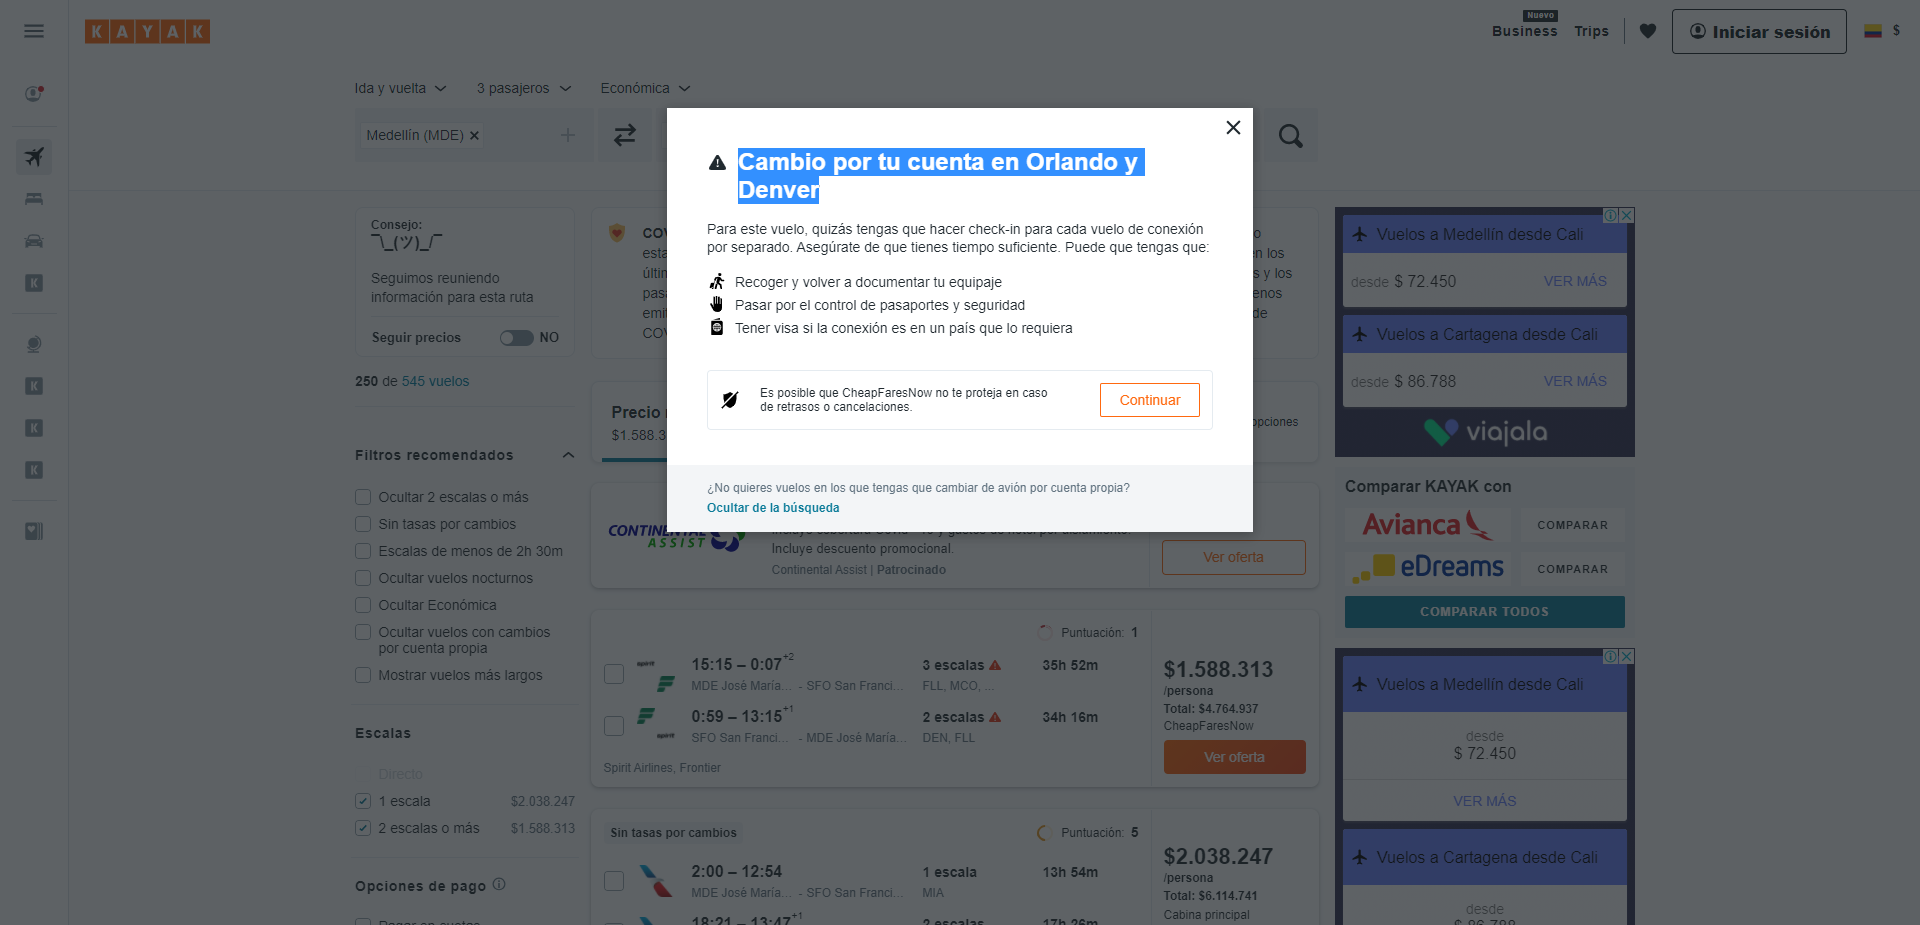 KAYAK
Nuevo
Business
Trips
Iniciar sesión
$
Ida y vuelta
3 pasajeros
Económica
Medellín (MDE)
Cambio por tu cuenta en Orlando y
Denver
Para este vuelo, quizás tengas que hacer check-in para cada vuelo de conexión
por separado. Asegúrate de que tienes tiempo suficiente. Puede que tengas que:
Recoger y volver a documentar tu equipaje
Pasar por el control de pasaportes y seguridad
Tener visa si la conexión es en un país que lo requiera
Es posible que CheapFaresNow no te proteja en caso
de retrasos o cancelaciones.
Continuar
¿No quieres vuelos en los que tengas que cambiar de avión por cuenta propia?
Ocultar de la búsqueda
Consejo:
¯\_(ツ)_/¯
Seguimos reuniendo
información para esta ruta
Seguir precios
NO
250 de 545 vuelos
Filtros recomendados
Ocultar 2 escalas o más
Sin tasas por cambios
Escalas de menos de 2h 30m
Ocultar vuelos nocturnos
Ocultar Económica
Ocultar vuelos con cambios
por cuenta propia
Mostrar vuelos más largos
Escalas
Directo
1 escala $2.038.247
2 escalas o más $1.588.313
Opciones de pago
Pagar en cuotas
Precio
$1.588.3
opciones
CONTINENTAL
ASSIST
Incluye descuento promocional.
Continental Assist | Patrocinado
Ver oferta
Puntuación: 1
spirit
15:15 – 0:07+2
3 escalas
35h 52m
MDE José María... - SFO San Franci...
FLL, MCO, ...
0:59 – 13:15+1
2 escalas
34h 16m
SFO San Franci... - MDE José María...
DEN, FLL
spirit
Spirit Airlines, Frontier
$1.588.313
/persona
Total: $4.764.937
CheapFaresNow
Ver oferta
Sin tasas por cambios
Puntuación: 5
2:00 – 12:54
1 escala
13h 54m
MDE José María... - SFO San Franci...
MIA
18:21 – 13:47+1
2 escalas
17h 26m
$2.038.247
/persona
Total: $6.114.741
Cabina principal
Vuelos a Medellín desde Cali
desde $ 72.450
VER MÁS
Vuelos a Cartagena desde Cali
desde $ 86.788
VER MÁS
viajala
Comparar KAYAK con
Avianca
COMPARAR
eDreams
COMPARAR
COMPARAR TODOS
Vuelos a Medellín desde Cali
desde
$ 72.450
VER MÁS
Vuelos a Cartagena desde Cali
desde
$ 86.788